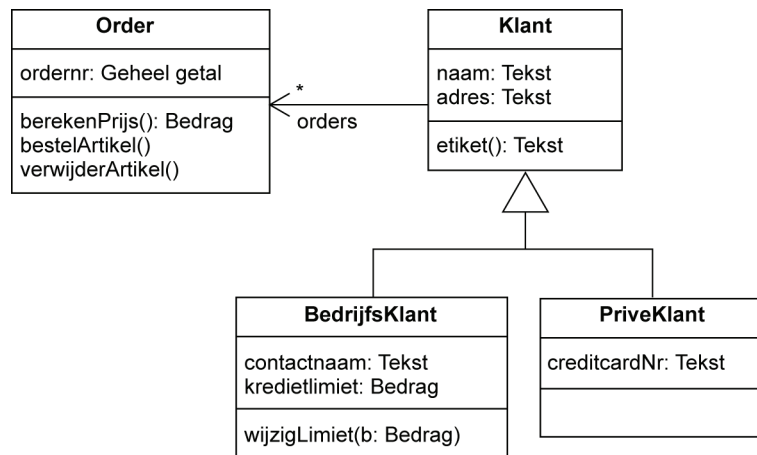 Order
ordernr: Geheel getal
berekenPrijs(): Bedrag
bestelArtikel()
verwijderArtikel()
*
orders
Klant
naam: Tekst
adres: Tekst
etiket(): Tekst
BedrijfsKlant
contactnaam: Tekst
kredietlimiet: Bedrag
wijzigLimiet(b: Bedrag)
PriveKlant
creditcardNr: Tekst